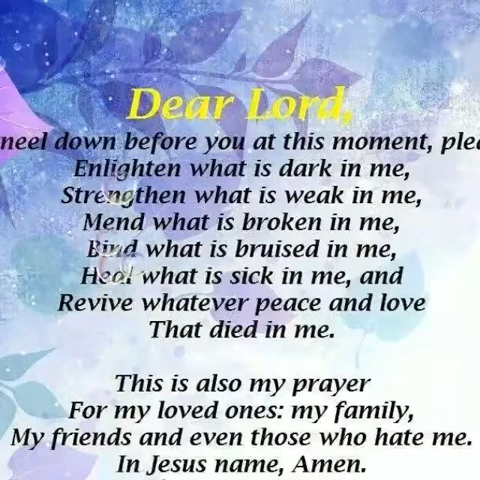 Dear Lord,
neel down before you at this moment, plea
Enlighten what is dark in me,
Strengthen what is weak in me,
Mend what is broken in me,
Bind what is bruised in me,
Heal what is sick in me, and
Revive whatever peace and love
That died in me.
This is also my prayer
For my loved ones: my family,
My friends and even those who hate me.
In Jesus name, Amen.